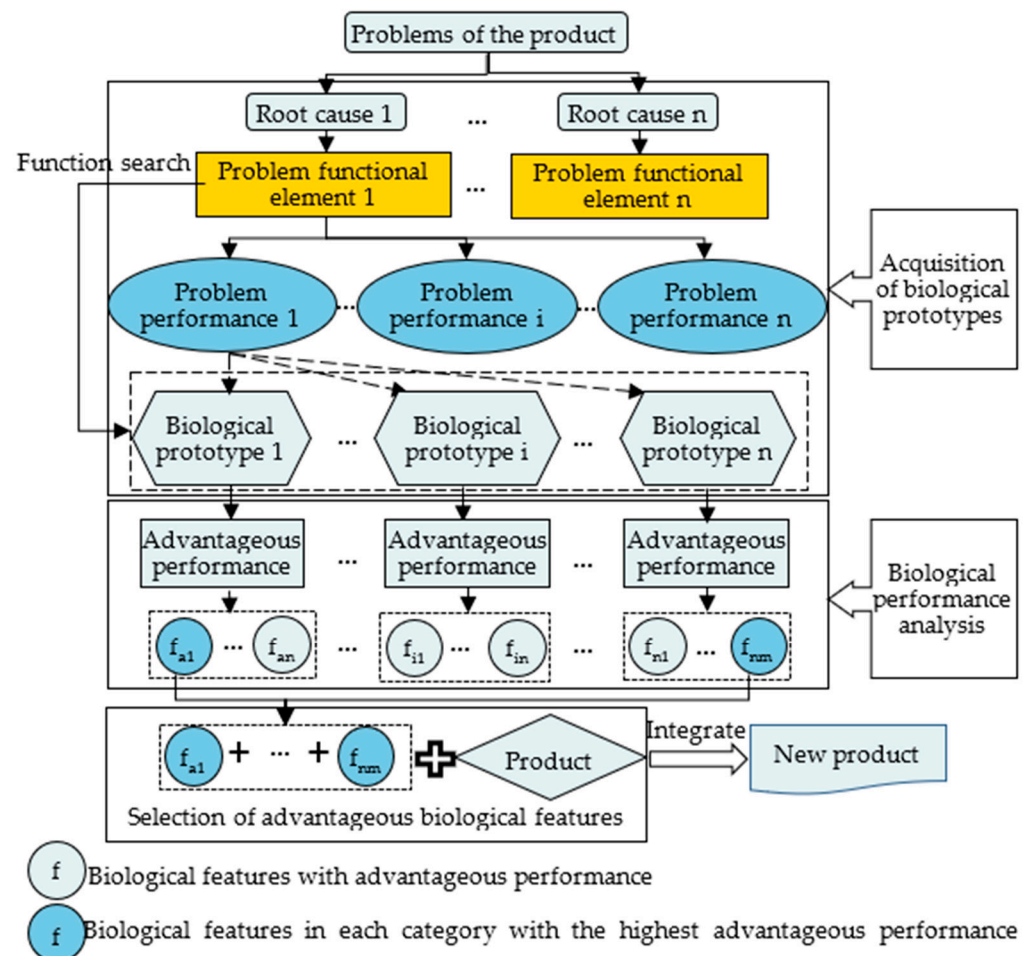 Problems of the product
Root cause 1
...
Root cause n
Function search
Problem functional
element 1
...
Problem functional
element n
Problem
performance 1
...
Problem
performance i
...
Problem
performance n
Acquisition
of biological
prototypes
Biological
prototype 1
...
Biological
prototype i
...
Biological
prototype n
Advantageous
performance
...
Advantageous
performance
...
Advantageous
performance
Biological
performance
analysis
fa1 ... fan ... fi1 ... fin ... fn1 ... fnm
fa1 + ... + fnm
Product
Integrate
New product
Selection of advantageous biological features
f Biological features with advantageous performance
f Biological features in each category with the highest advantageous performance